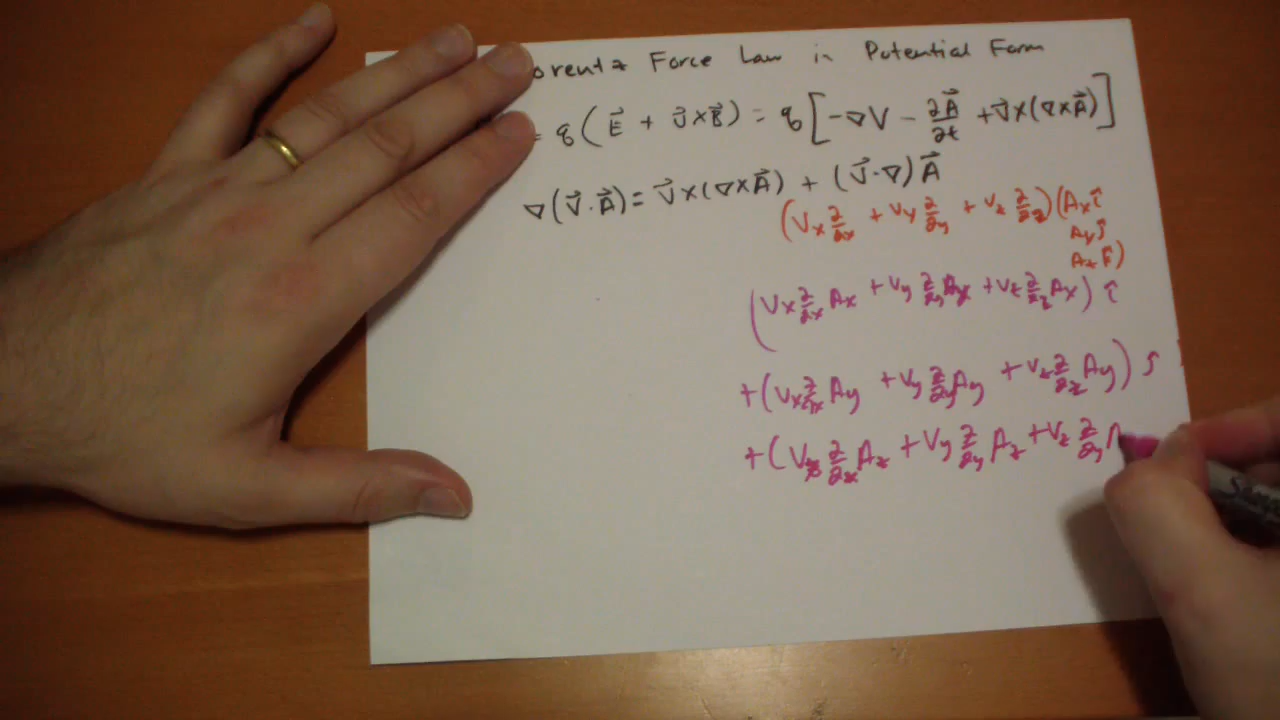 orentz Force Law in Potential Form
= q ( E⃗ + v⃗ × B⃗ ) = q [ -∇V - ∂A⃗/∂t + v⃗ × (∇×A⃗) ]
∇(v⃗·A⃗) = v⃗ × (∇×A⃗) + (v⃗·∇)A⃗
(Vx ∂/∂x + Vy ∂/∂y + Vz ∂/∂z)(Ax î
Ay ĵ
Az k̂)
(Vx ∂/∂x Ax + Vy ∂/∂y Ax + Vz ∂/∂z Ax) î
+(Vx ∂/∂x Ay + Vy ∂/∂y Ay + Vz ∂/∂z Ay) ĵ
+(Vx ∂/∂x Az + Vy ∂/∂y Az + Vz ∂/∂y A